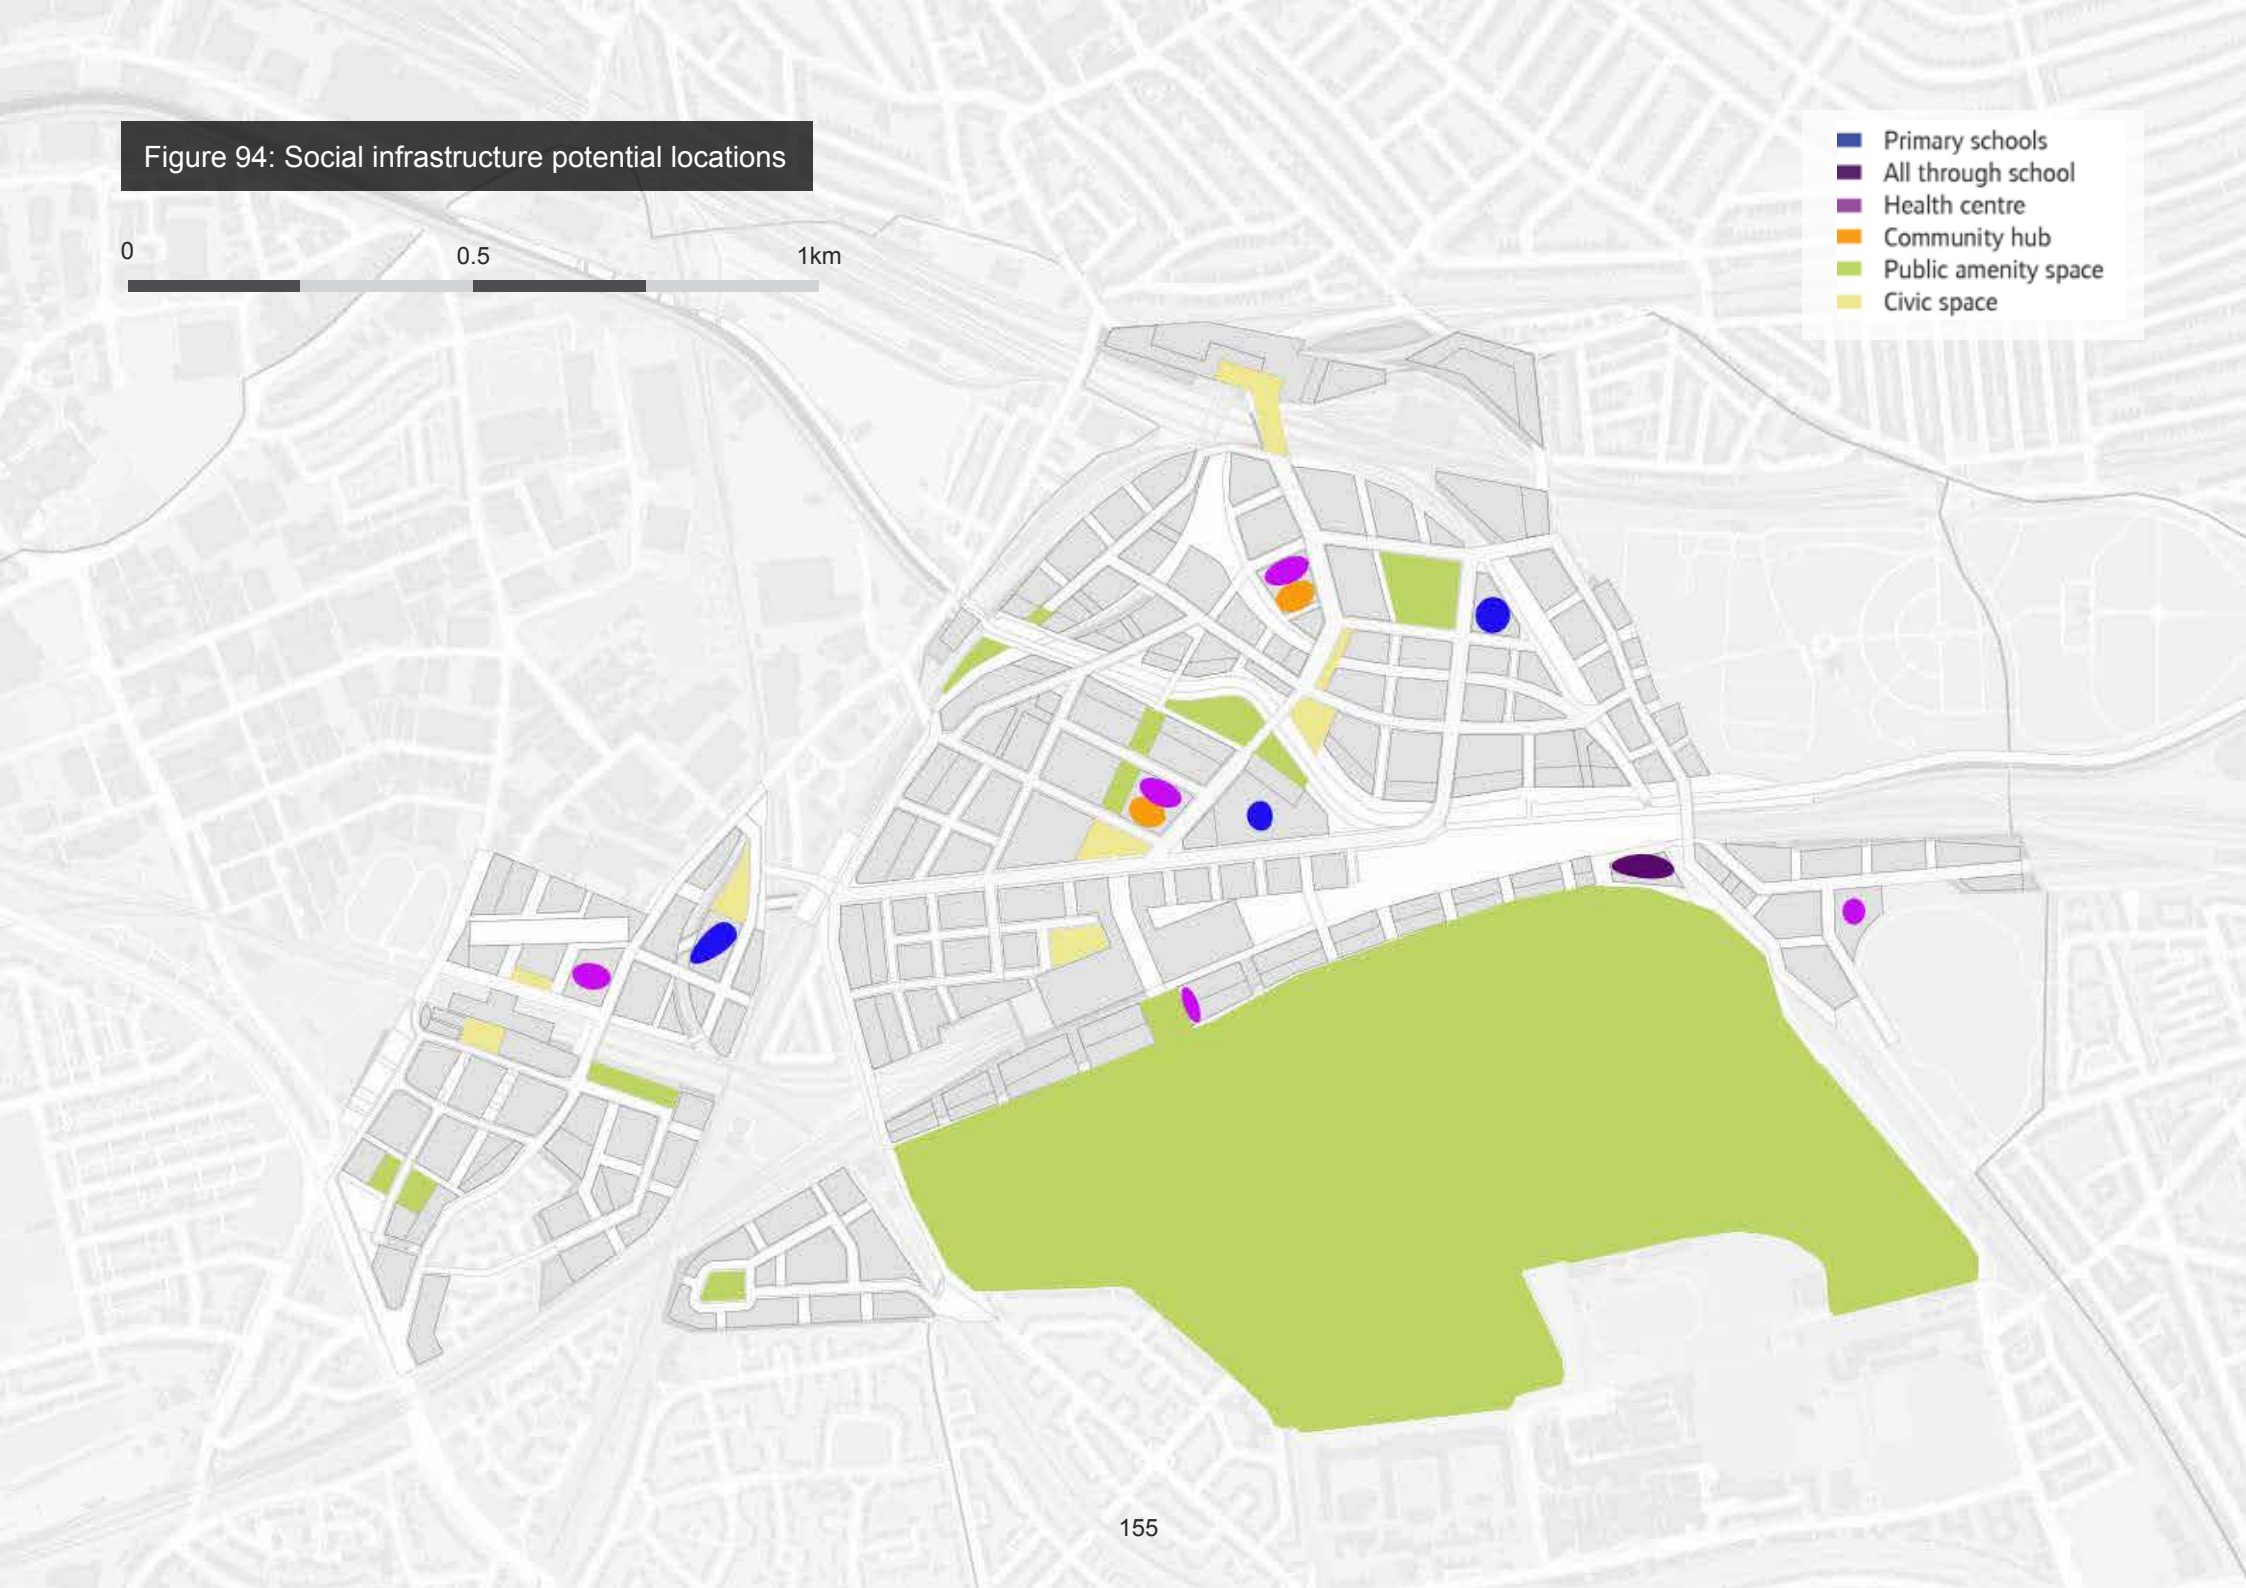 Figure 94: Social infrastructure potential locations
0
0.5
1km
Primary schools
All through school
Health centre
Community hub
Public amenity space
Civic space
155